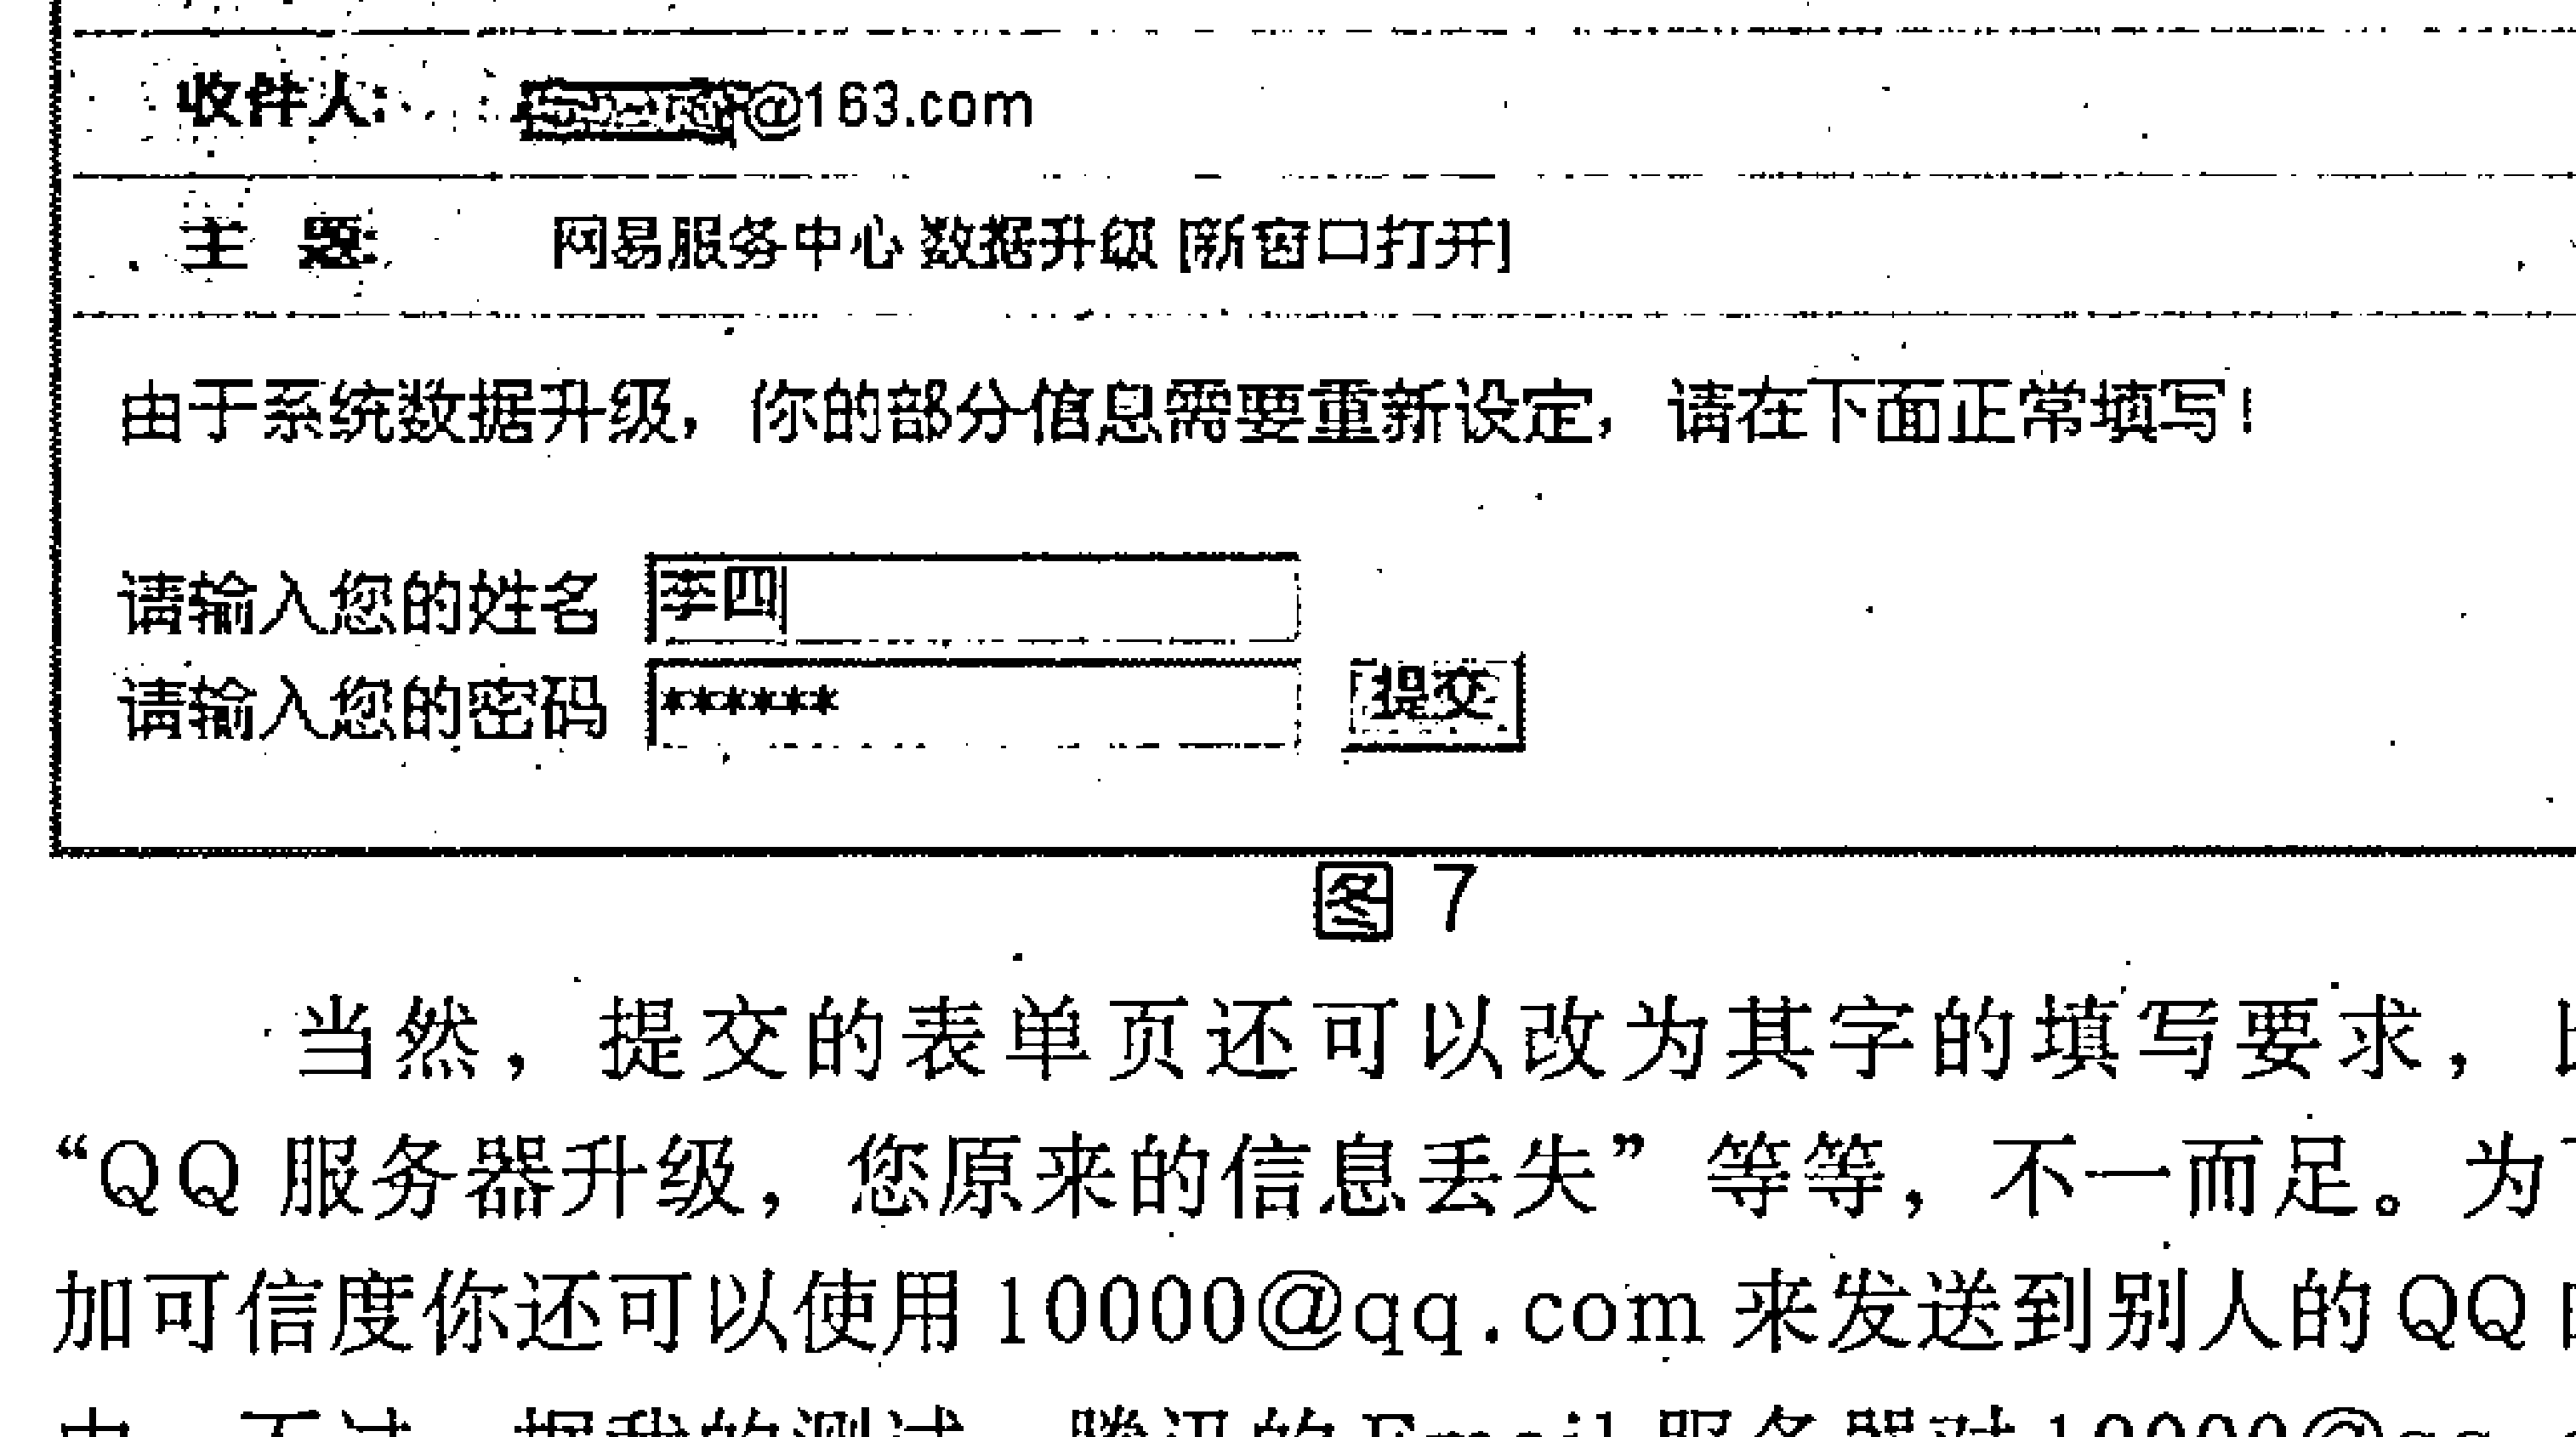 收件人: @163.com
主 题: 网易服务中心 数据升级 [新窗口打开]
由于系统数据升级，你的部分信息需要重新设定，请在下面正常填写！
请输入您的姓名 李四
请输入您的密码 ****** 提交
图 7
当然，提交的表单页还可以改为其字的填写要求，
“QQ 服务器升级，您原来的信息丢失”等等，不一而足。为
加可信度你还可以使用 10000@qq.com 来发送到别人的 QQ